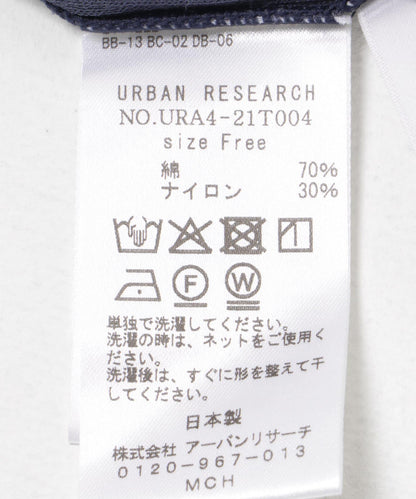 BB-13 BC-02 DB-06
URBAN RESEARCH
NO.URA4-21T004
size Free
綿 70%
ナイロン 30%
F W
単独で洗濯してください。
洗濯の時は、ネットをご使用く
ださい。
洗濯後は、すぐに形を整えて干
してください。
日本製
株式会社 アーバンリサーチ
0120-967-013
MCH